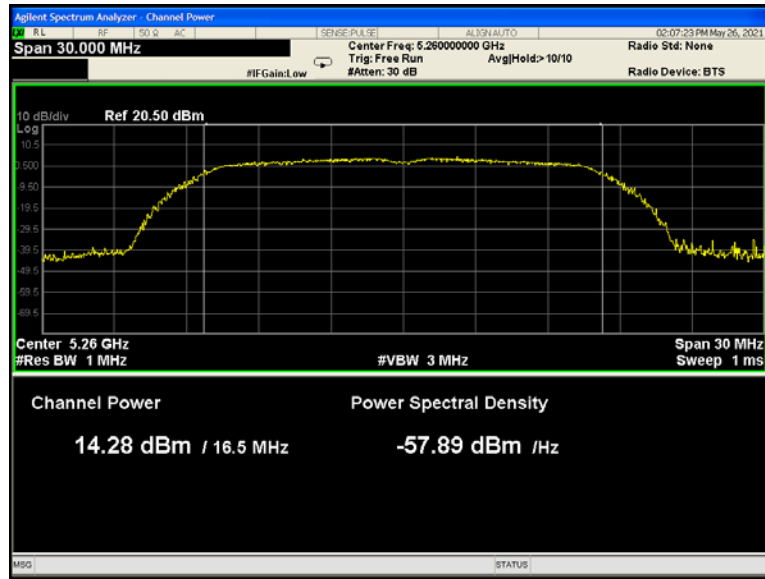 Agilent Spectrum Analyzer - Channel Power
RL RF 50 Ω AC SENSE:PULSE ALIGN AUTO 02:07:23 PM May 26, 2021
Span 30.000 MHz Center Freq: 5.260000000 GHz Radio Std: None
Trig: Free Run Avg|Hold:> 10/10
#IFGain:Low #Atten: 30 dB Radio Device: BTS
10 dB/div Ref 20.50 dBm
Log
10.5
0.500
-9.50
-19.5
-29.5
-39.5
-49.5
-59.5
-69.5
Center 5.26 GHz Span 30 MHz
#Res BW 1 MHz #VBW 3 MHz Sweep 1 ms
Channel Power Power Spectral Density
14.28 dBm / 16.5 MHz -57.89 dBm /Hz
MSG STATUS